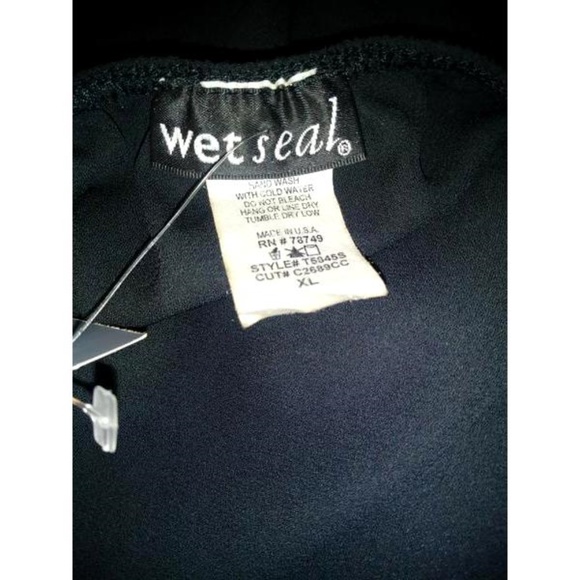 wet seal®
HAND WASH
WITH COLD WATER
DO NOT BLEACH
HANG OR LINE DRY
TUMBLE DRY LOW
MADE IN U.S.A.
RN # 78749
STYLE# T5945S
CUT# C2689CC
XL